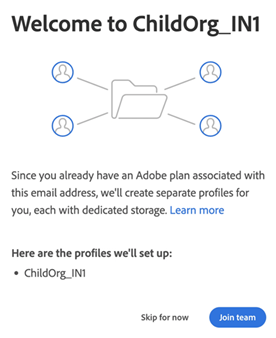 Welcome to ChildOrg_IN1
Since you already have an Adobe plan associated with
this email address, we'll create separate profiles for
you, each with dedicated storage. Learn more
Here are the profiles we'll set up:
• ChildOrg_IN1
Skip for now
Join team